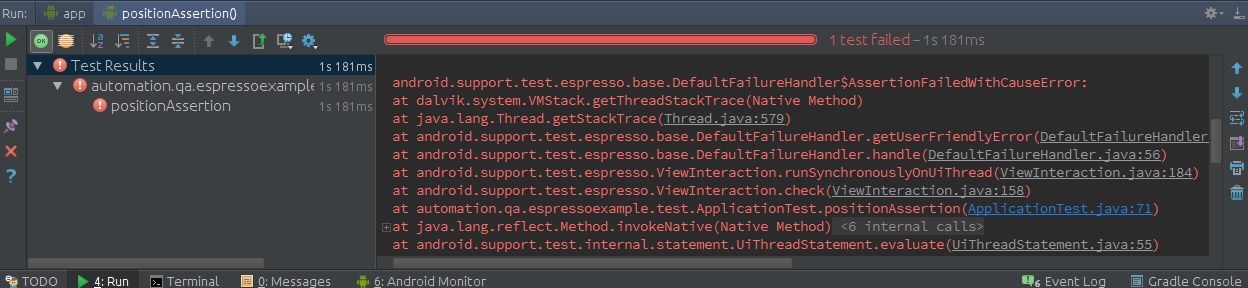 Run: app positionAssertion()
1 test failed – 1s 181ms
Test Results 1s 181ms
automation.qa.espressoexample 1s 181ms
positionAssertion 1s 181ms
android.support.test.espresso.base.DefaultFailureHandler$AssertionFailedWithCauseError:
at dalvik.system.VMStack.getThreadStackTrace(Native Method)
at java.lang.Thread.getStackTrace(Thread.java:579)
at android.support.test.espresso.base.DefaultFailureHandler.getUserFriendlyError(DefaultFailureHandler
at android.support.test.espresso.base.DefaultFailureHandler.handle(DefaultFailureHandler.java:56)
at android.support.test.espresso.ViewInteraction.runSynchronouslyOnUiThread(ViewInteraction.java:184)
at android.support.test.espresso.ViewInteraction.check(ViewInteraction.java:158)
at automation.qa.espressoexample.test.ApplicationTest.positionAssertion(ApplicationTest.java:71)
at java.lang.reflect.Method.invokeNative(Native Method) <6 internal calls>
at android.support.test.internal.statement.UiThreadStatement.evaluate(UiThreadStatement.java:55)
TODO 4: Run Terminal 0: Messages 6: Android Monitor 6 Event Log Gradle Console